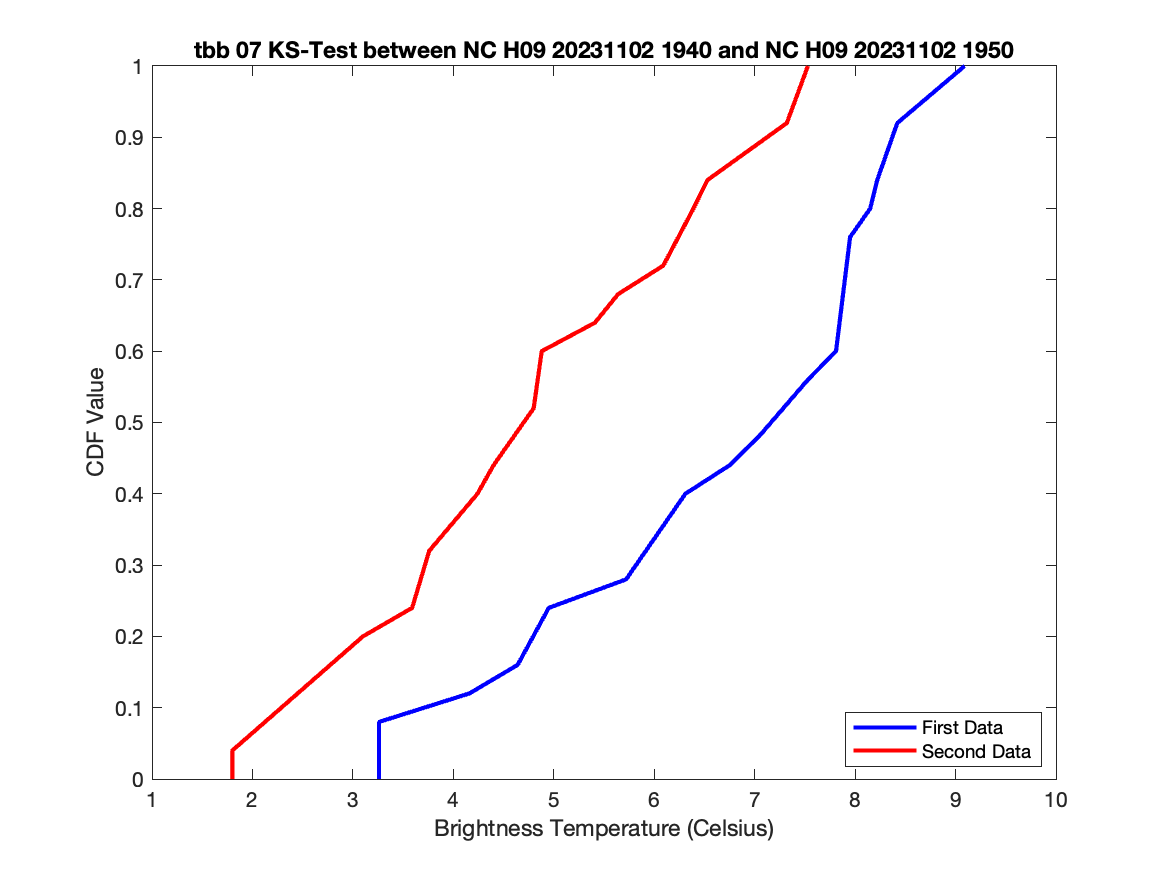 tbb 07 KS-Test between NC H09 20231102 1940 and NC H09 20231102 1950
1
0.9
0.8
0.7
0.6
0.5
0.4
0.3
0.2
0.1
0
CDF Value
First Data
Second Data
1 2 3 4 5 6 7 8 9 10
Brightness Temperature (Celsius)